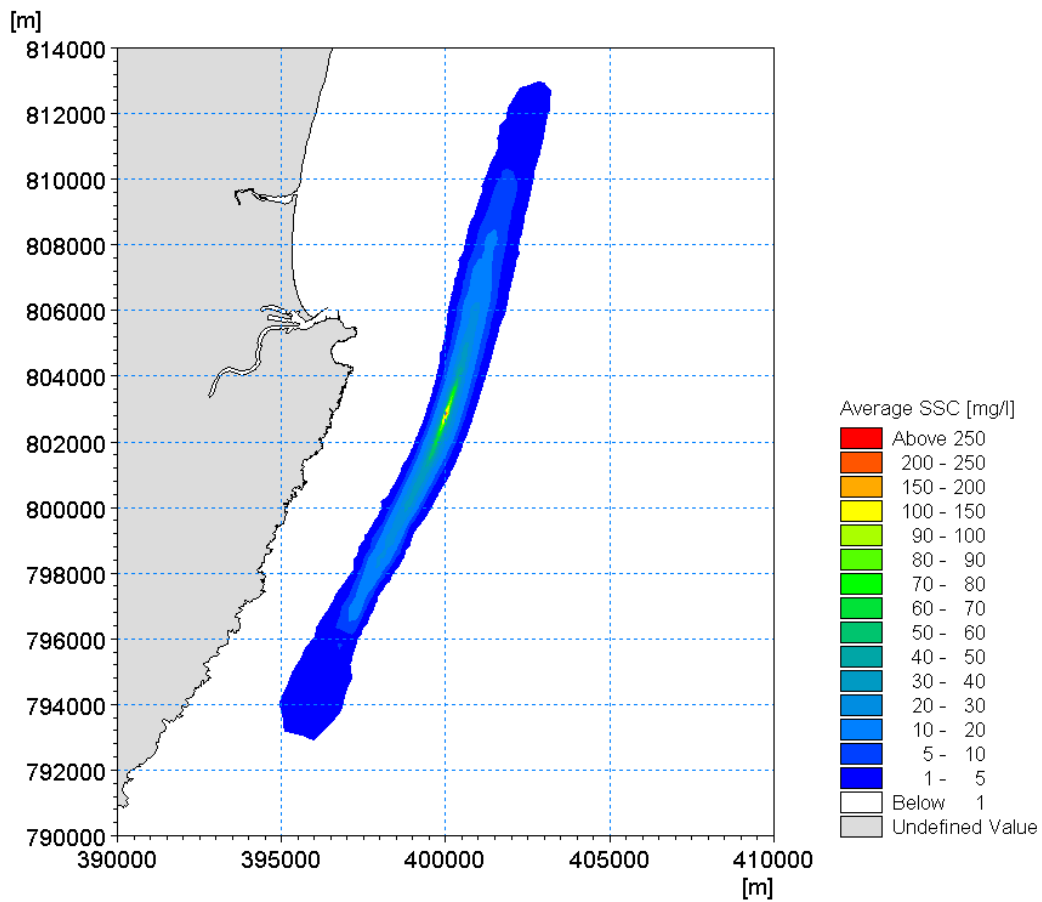 [m]
814000
812000
810000
808000
806000
804000
802000
800000
798000
796000
794000
792000
790000
390000 395000 400000 405000 410000
[m]
Average SSC [mg/l]
Above 250
200 - 250
150 - 200
100 - 150
90 - 100
80 - 90
70 - 80
60 - 70
50 - 60
40 - 50
30 - 40
20 - 30
10 - 20
5 - 10
1 - 5
Below 1
Undefined Value